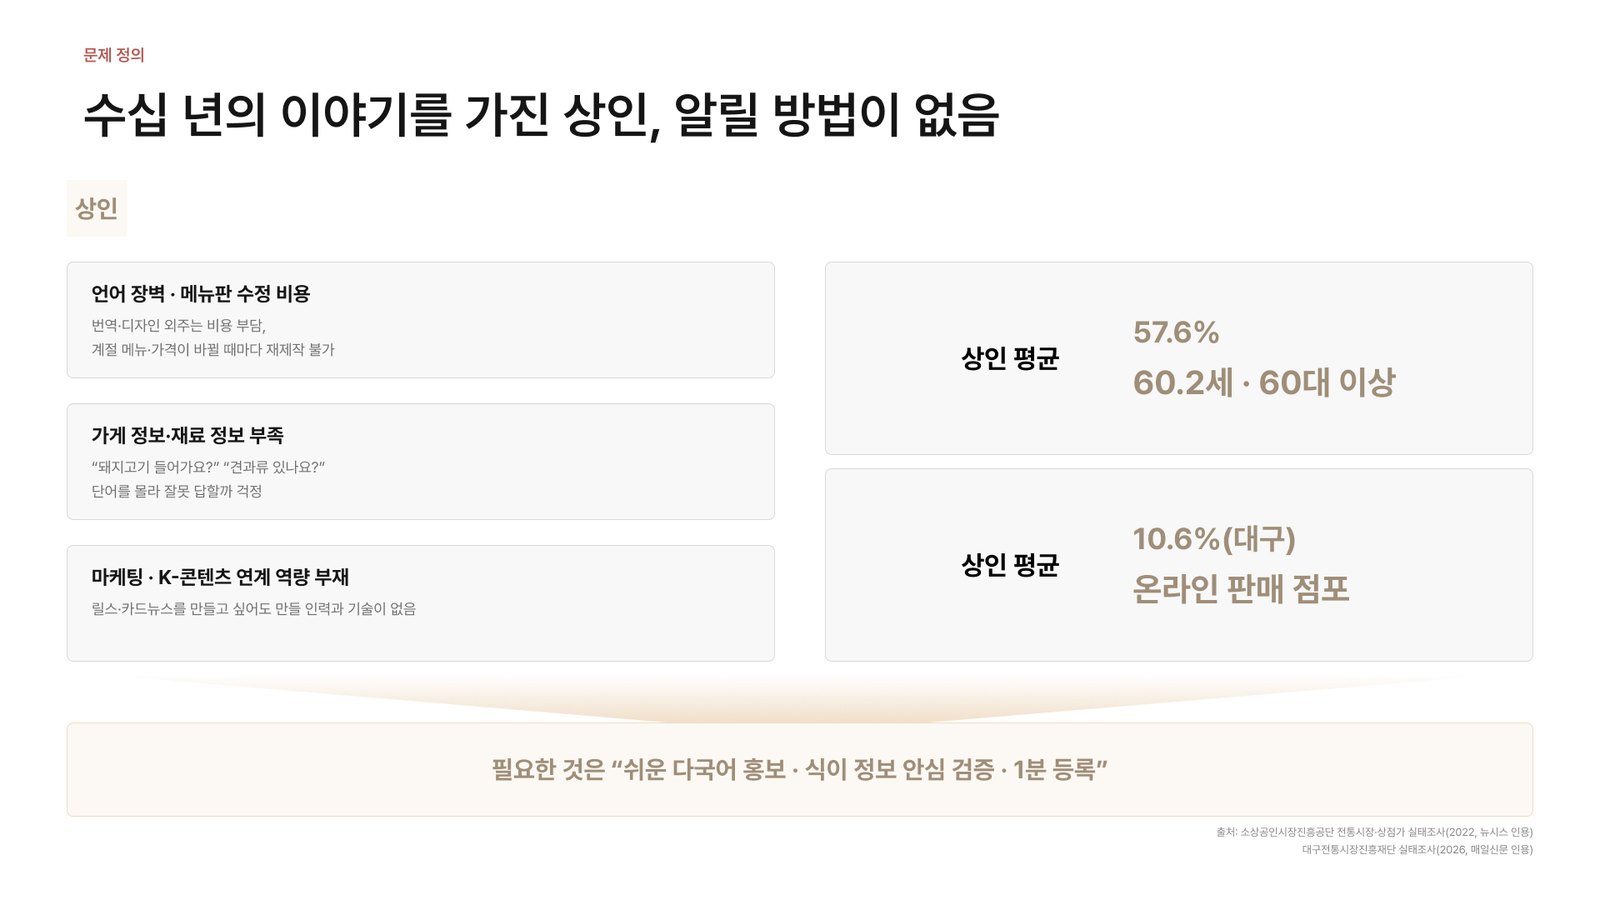 문제 정의
수십 년의 이야기를 가진 상인, 알릴 방법이 없음
상인
언어 장벽 · 메뉴판 수정 비용
번역·디자인 외주는 비용 부담,
계절 메뉴·가격이 바뀔 때마다 재제작 불가
가게 정보·재료 정보 부족
“돼지고기 들어가요?” “견과류 있나요?”
단어를 몰라 잘못 답할까 걱정
마케팅 · K-콘텐츠 연계 역량 부재
릴스·카드뉴스를 만들고 싶어도 만들 인력과 기술이 없음
상인 평균
57.6%
60.2세 · 60대 이상
상인 평균
10.6%(대구)
온라인 판매 점포
필요한 것은 “쉬운 다국어 홍보 · 식이 정보 안심 검증 · 1분 등록”
출처: 소상공인시장진흥공단 전통시장·상점가 실태조사(2022, 뉴시스 인용)
대구전통시장진흥재단 실태조사(2026, 매일신문 인용)